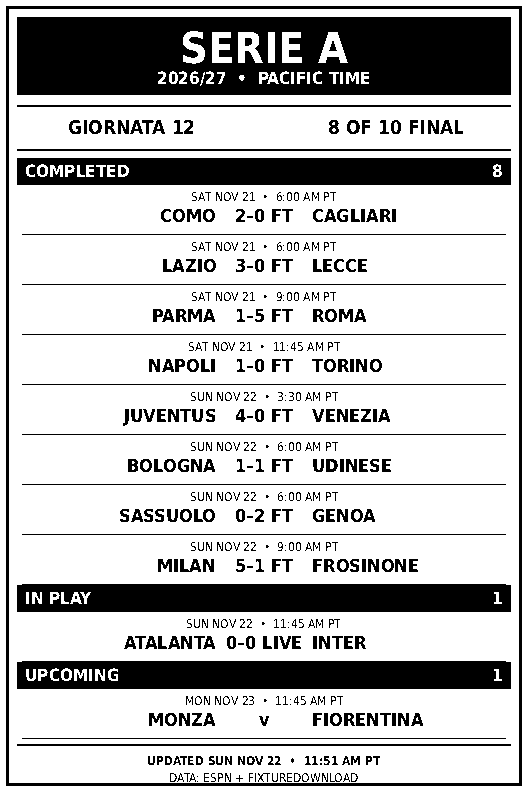 SERIE A
2026/27 • PACIFIC TIME
GIORNATA 12 8 OF 10 FINAL
COMPLETED 8
SAT NOV 21 • 6:00 AM PT
COMO 2–0 FT CAGLIARI
SAT NOV 21 • 6:00 AM PT
LAZIO 3–0 FT LECCE
SAT NOV 21 • 9:00 AM PT
PARMA 1–5 FT ROMA
SAT NOV 21 • 11:45 AM PT
NAPOLI 1–0 FT TORINO
SUN NOV 22 • 3:30 AM PT
JUVENTUS 4–0 FT VENEZIA
SUN NOV 22 • 6:00 AM PT
BOLOGNA 1–1 FT UDINESE
SUN NOV 22 • 6:00 AM PT
SASSUOLO 0–2 FT GENOA
SUN NOV 22 • 9:00 AM PT
MILAN 5–1 FT FROSINONE
IN PLAY 1
SUN NOV 22 • 11:45 AM PT
ATALANTA 0–0 LIVE INTER
UPCOMING 1
MON NOV 23 • 11:45 AM PT
MONZA v FIORENTINA
UPDATED SUN NOV 22 • 11:51 AM PT
DATA: ESPN + FIXTUREDOWNLOAD